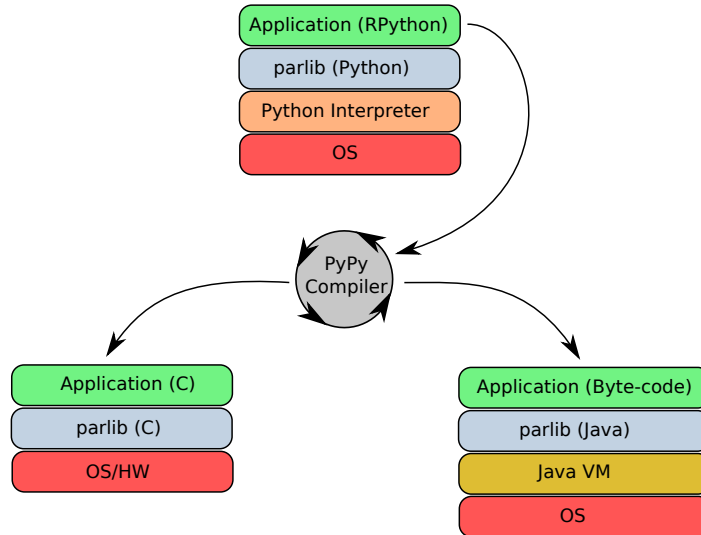 Application (RPython)
parlib (Python)
Python Interpreter
OS
PyPy
Compiler
Application (C)
parlib (C)
OS/HW
Application (Byte-code)
parlib (Java)
Java VM
OS